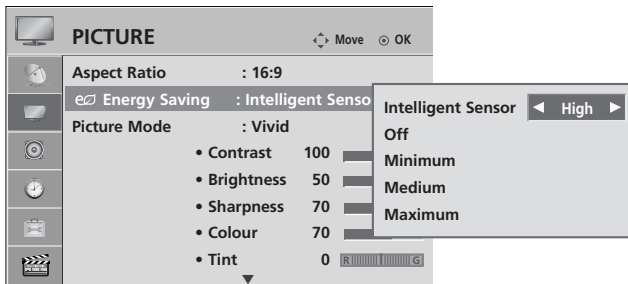 PICTURE
Move OK
Aspect Ratio : 16:9
Energy Saving : Intelligent Senso
Picture Mode : Vivid
• Contrast 100
• Brightness 50
• Sharpness 70
• Colour 70
• Tint 0 R G
Intelligent Sensor ◀ High ▶
Off
Minimum
Medium
Maximum